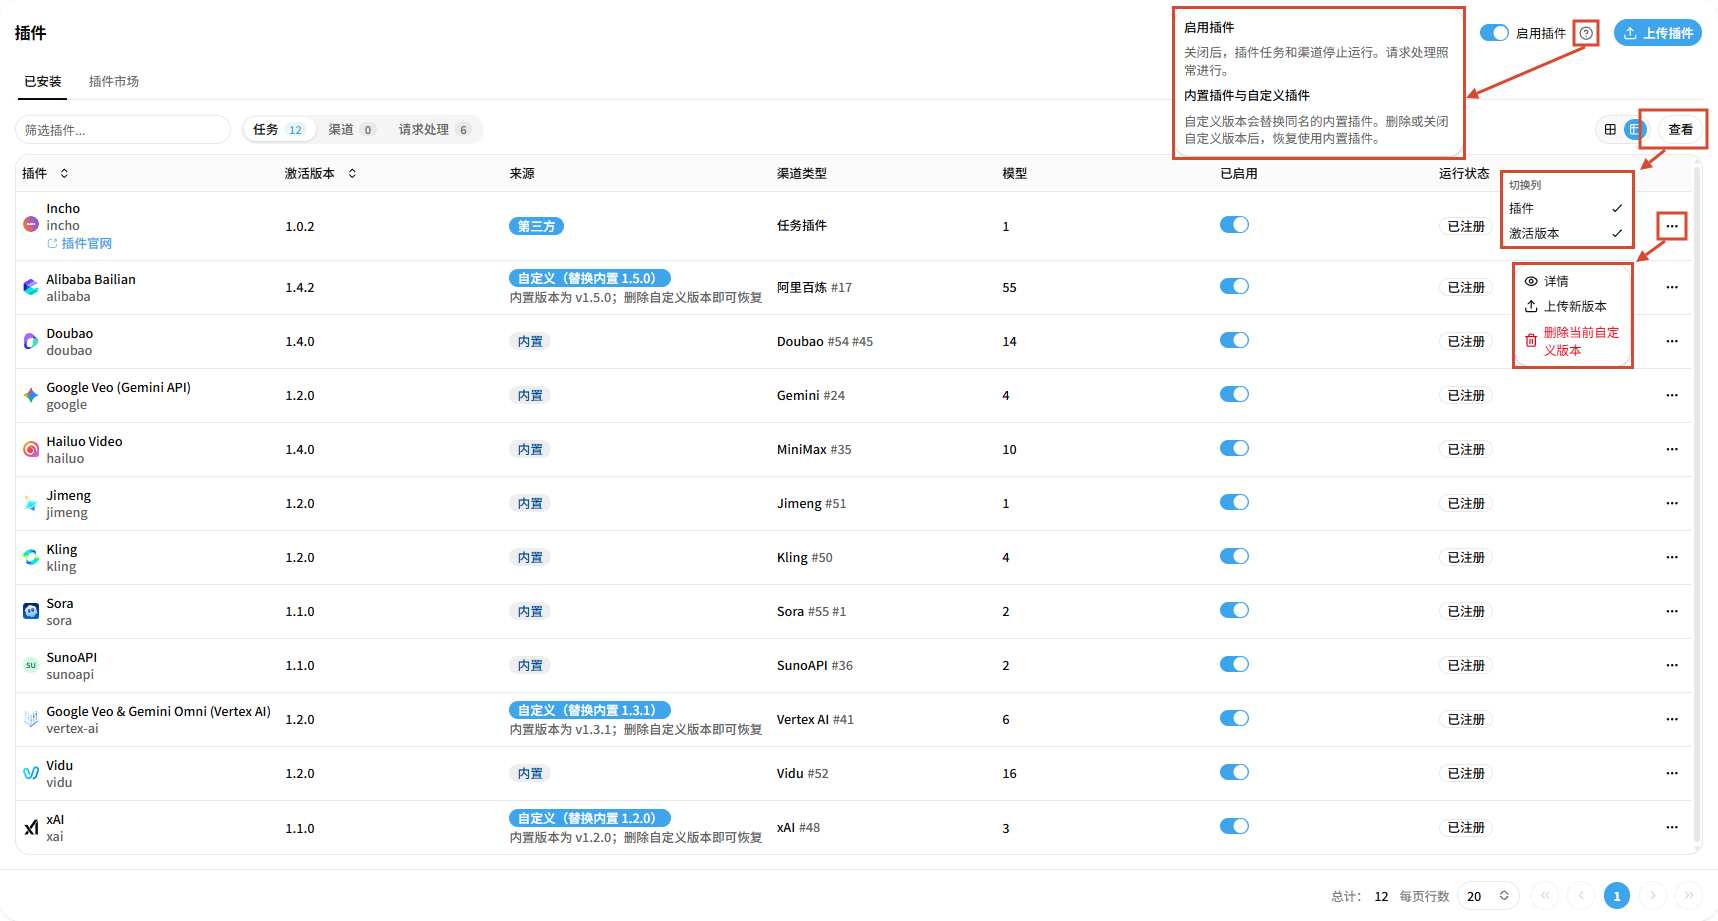 插件
启用插件
上传插件
启用插件
关闭后，插件任务和渠道停止运行。请求处理照
常进行。
内置插件与自定义插件
自定义版本会替换同名的内置插件。删除或关闭
自定义版本后，恢复使用内置插件。
已安装 插件市场
筛选插件...
任务 12 渠道 0 请求处理 6
查看
插件 激活版本 来源 渠道类型 模型 已启用 运行状态
切换列
插件
激活版本
详情
上传新版本
删除当前自定
义版本
Incho
incho
插件官网
1.0.2 第三方 任务插件 1 已注册
Alibaba Bailian
alibaba
1.4.2 自定义（替换内置 1.5.0）
内置版本为 v1.5.0；删除自定义版本即可恢复
阿里百炼 #17 55 已注册
Doubao
doubao
1.4.0 内置 Doubao #54 #45 14 已注册
Google Veo (Gemini API)
google
1.2.0 内置 Gemini #24 4 已注册
Hailuo Video
hailuo
1.4.0 内置 MiniMax #35 10 已注册
Jimeng
jimeng
1.2.0 内置 Jimeng #51 1 已注册
Kling
kling
1.2.0 内置 Kling #50 4 已注册
Sora
sora
1.1.0 内置 Sora #55 #1 2 已注册
SU
SunoAPI
sunoapi
1.1.0 内置 SunoAPI #36 2 已注册
Google Veo & Gemini Omni (Vertex AI)
vertex-ai
1.2.0 自定义（替换内置 1.3.1）
内置版本为 v1.3.1；删除自定义版本即可恢复
Vertex AI #41 6 已注册
Vidu
vidu
1.2.0 内置 Vidu #52 16 已注册
xAI
xai
1.1.0 自定义（替换内置 1.2.0）
内置版本为 v1.2.0；删除自定义版本即可恢复
xAI #48 3 已注册
总计： 12 每页行数 20 1